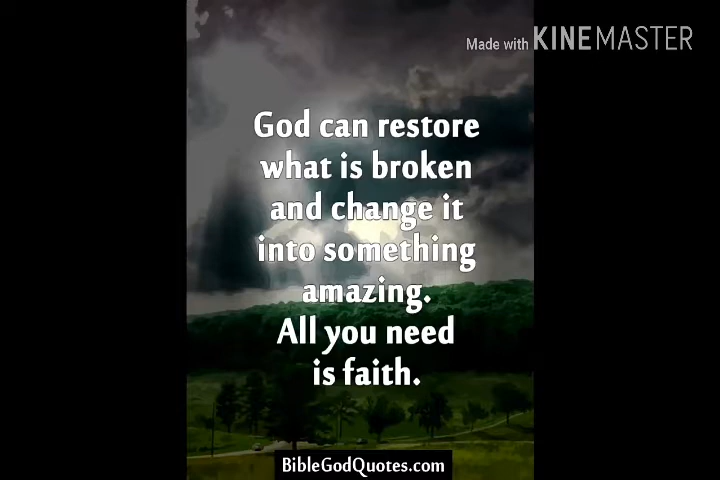 Made with KINEMASTER
God can restore
what is broken
and change it
into something
amazing.
All you need
is faith.
BibleGodQuotes.com